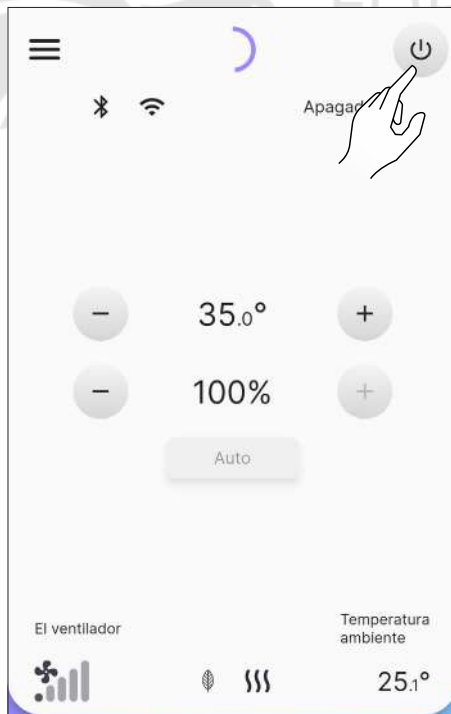 Apagad
35.0°
100%
Auto
El ventilador
Temperatura
ambiente
25.1°